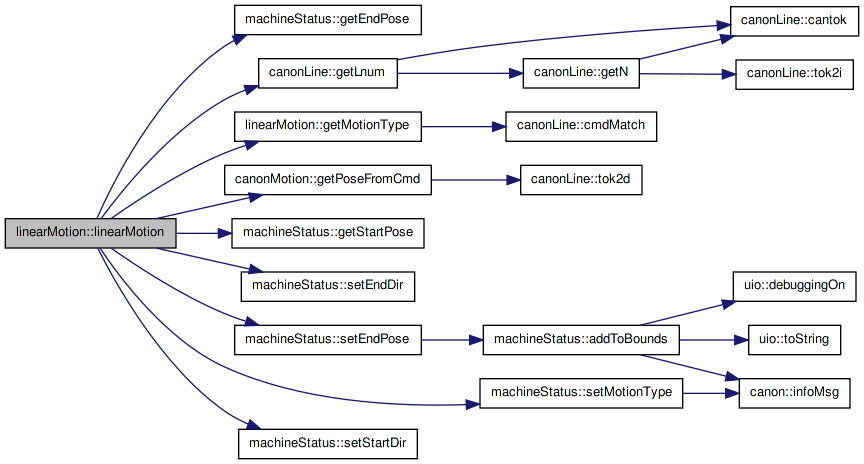 machineStatus::getEndPose
canonLine::cantok
canonLine::getLnum
canonLine::getN
canonLine::tok2i
linearMotion::getMotionType
canonLine::cmdMatch
canonMotion::getPoseFromCmd
canonLine::tok2d
linearMotion::linearMotion
machineStatus::getStartPose
machineStatus::setEndDir
uio::debuggingOn
machineStatus::setEndPose
machineStatus::addToBounds
uio::toString
machineStatus::setMotionType
canon::infoMsg
machineStatus::setStartDir